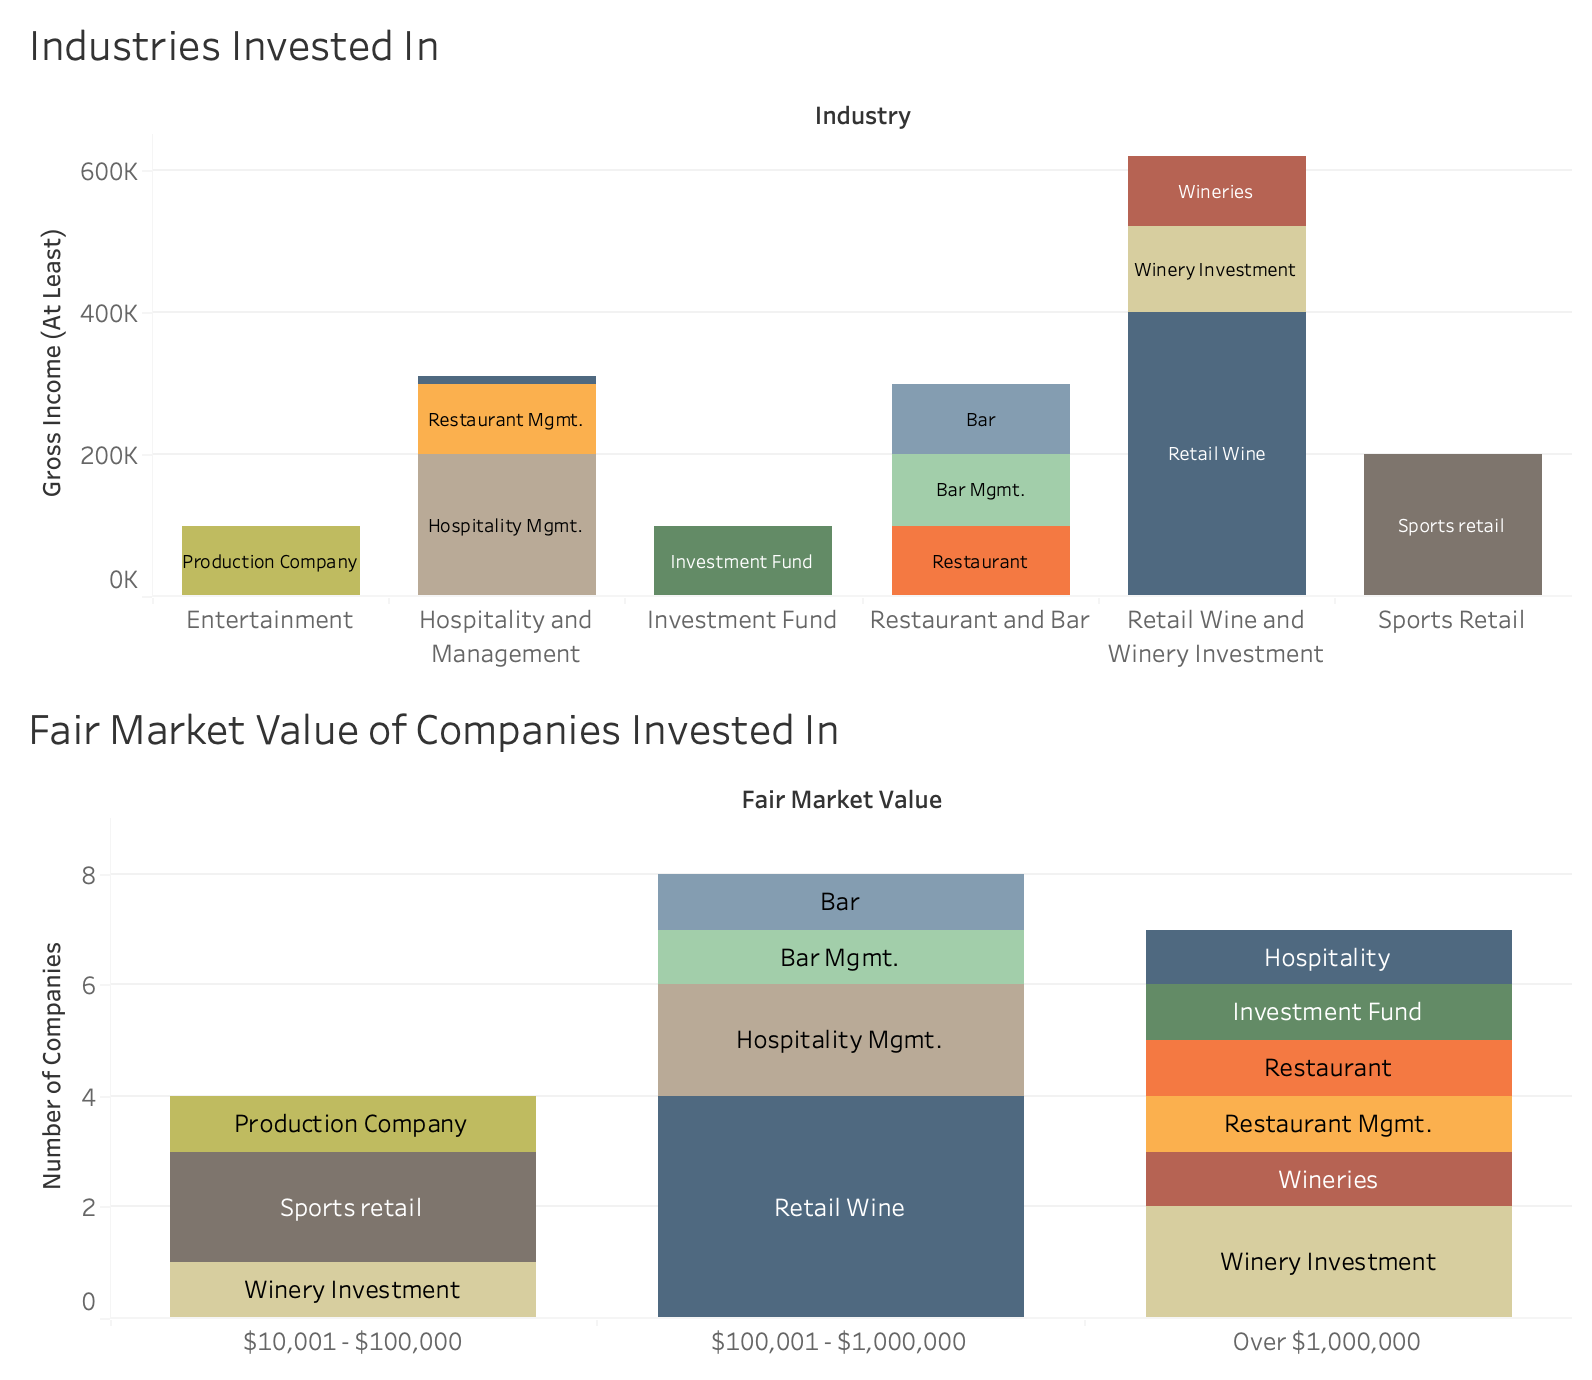 Industries Invested In
Industry
Gross Income (At Least)
600K
400K
200K
0K
Wineries
Winery Investment
Retail Wine
Restaurant Mgmt.
Hospitality Mgmt.
Bar
Bar Mgmt.
Restaurant
Production Company
Investment Fund
Sports retail
Entertainment
Hospitality and
Management
Investment Fund
Restaurant and Bar
Retail Wine and
Winery Investment
Sports Retail
Fair Market Value of Companies Invested In
Fair Market Value
Number of Companies
8
6
4
2
0
Production Company
Sports retail
Winery Investment
Bar
Bar Mgmt.
Hospitality Mgmt.
Retail Wine
Hospitality
Investment Fund
Restaurant
Restaurant Mgmt.
Wineries
Winery Investment
$10,001 - $100,000
$100,001 - $1,000,000
Over $1,000,000